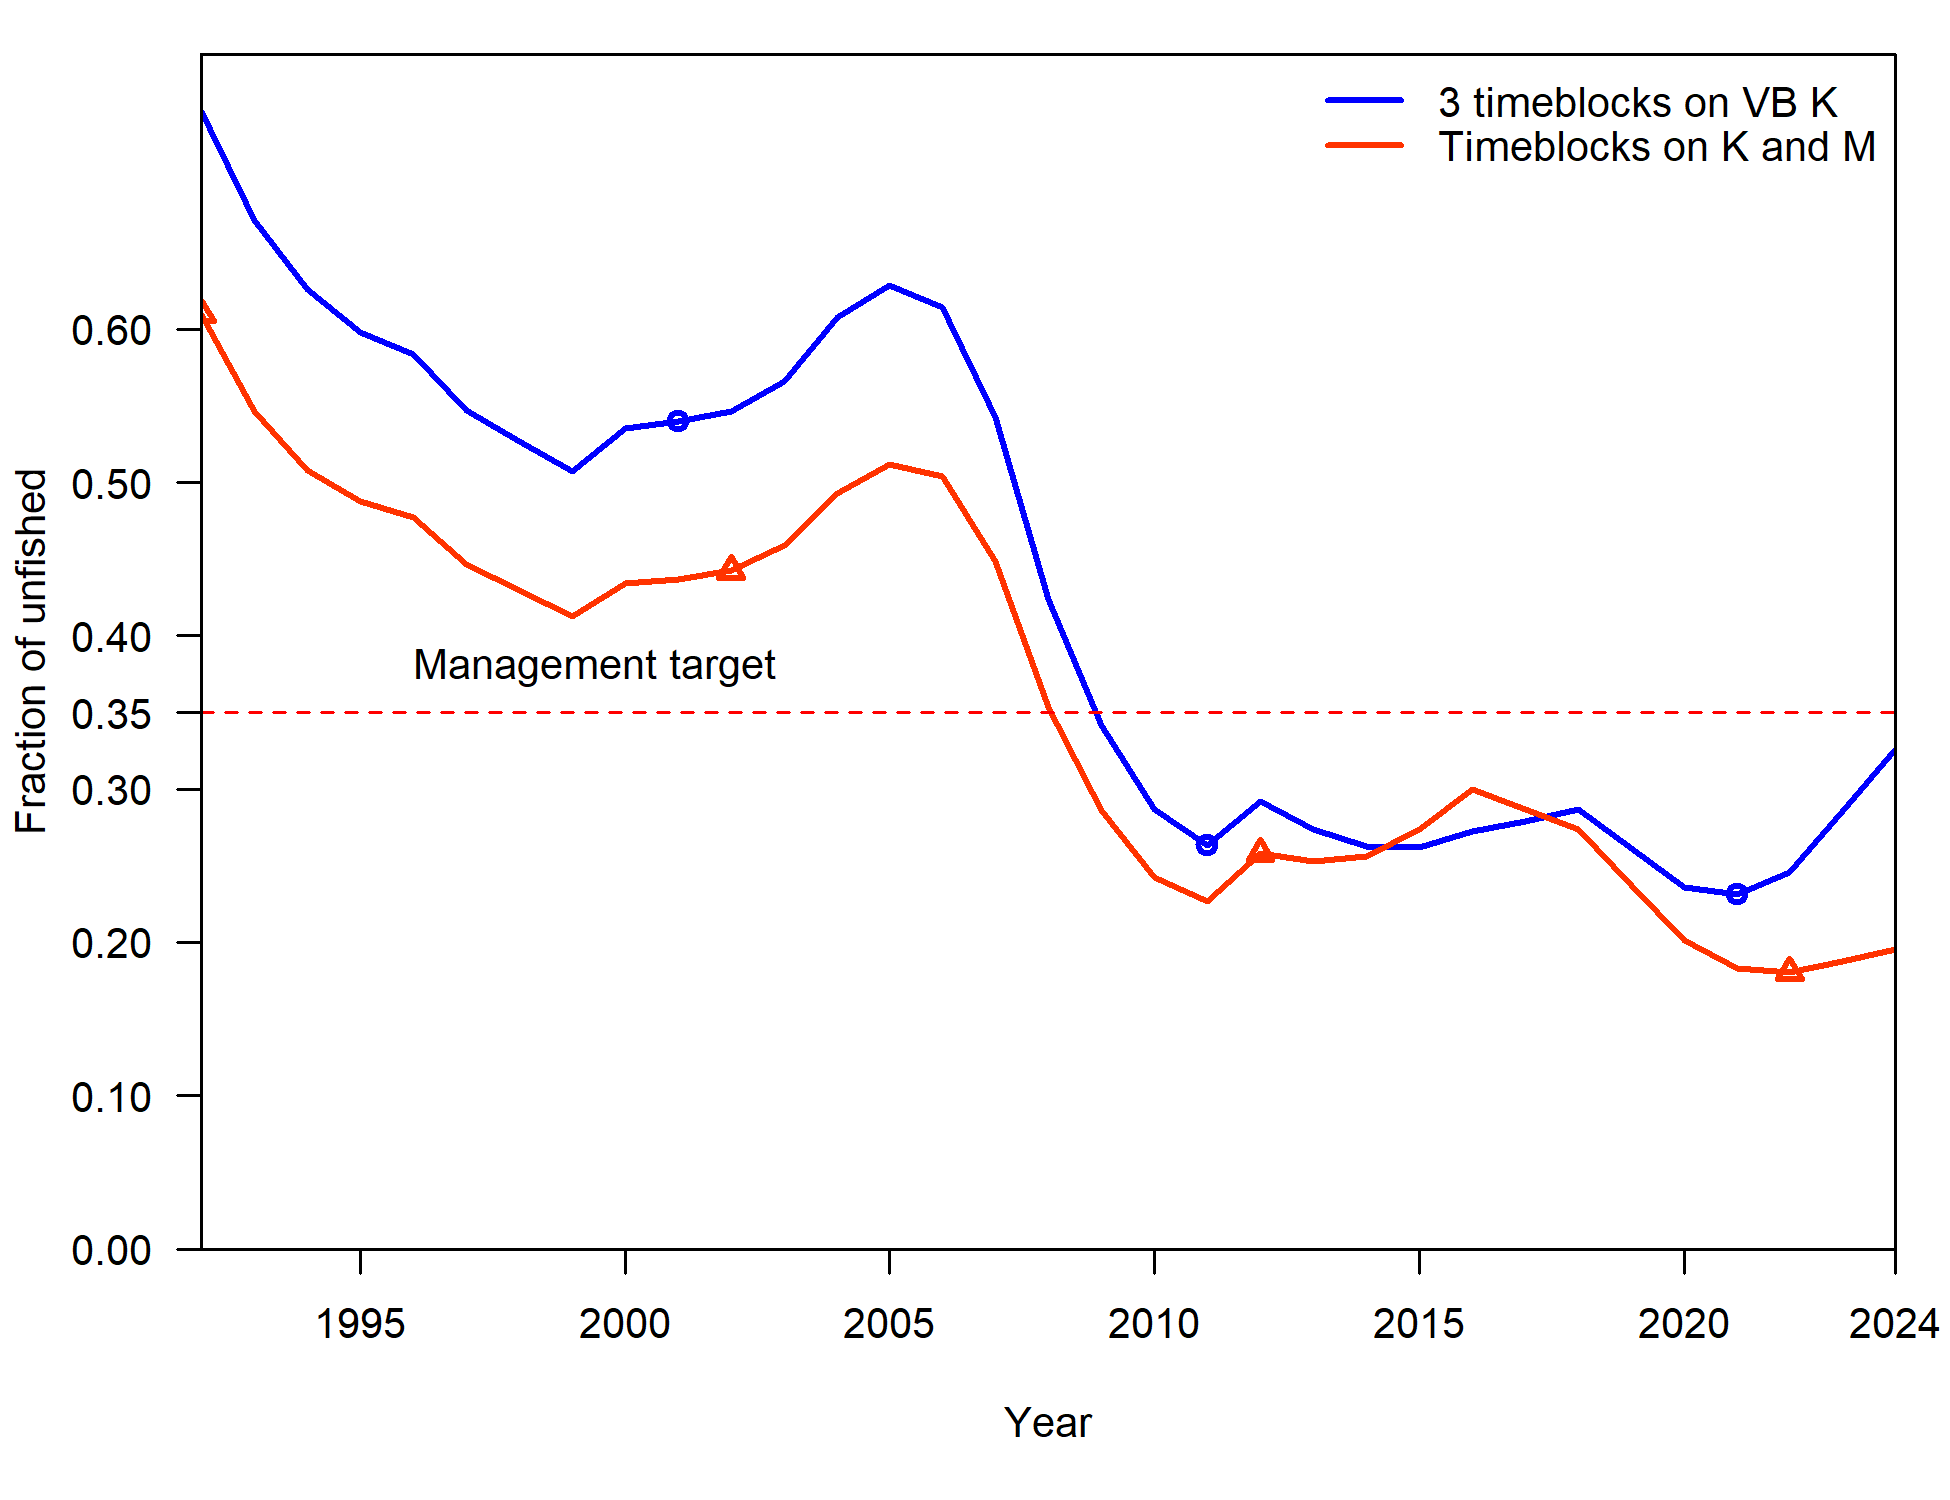 3 timeblocks on VB K
Timeblocks on K and M
0.60
0.50
0.40
Management target
0.35
0.30
0.20
0.10
0.00
Fraction of unfished
1995 2000 2005 2010 2015 2020 2024
Year